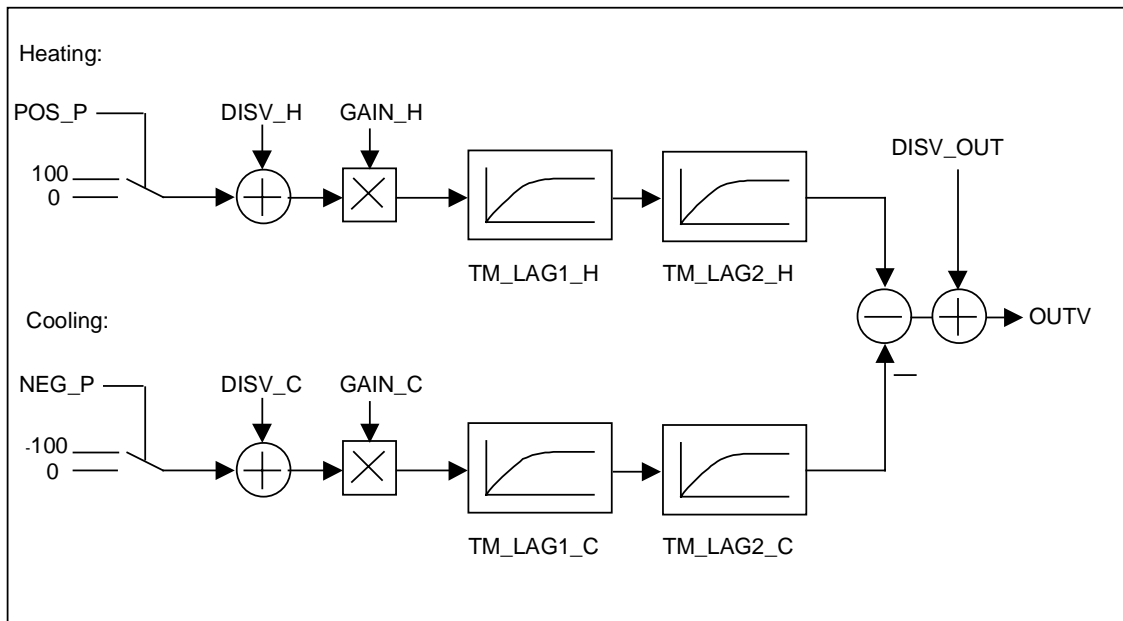 Heating:
POS_P
DISV_H
GAIN_H
DISV_OUT
100
0
TM_LAG1_H
TM_LAG2_H
OUTV
Cooling:
NEG_P
DISV_C
GAIN_C
-100
0
TM_LAG1_C
TM_LAG2_C